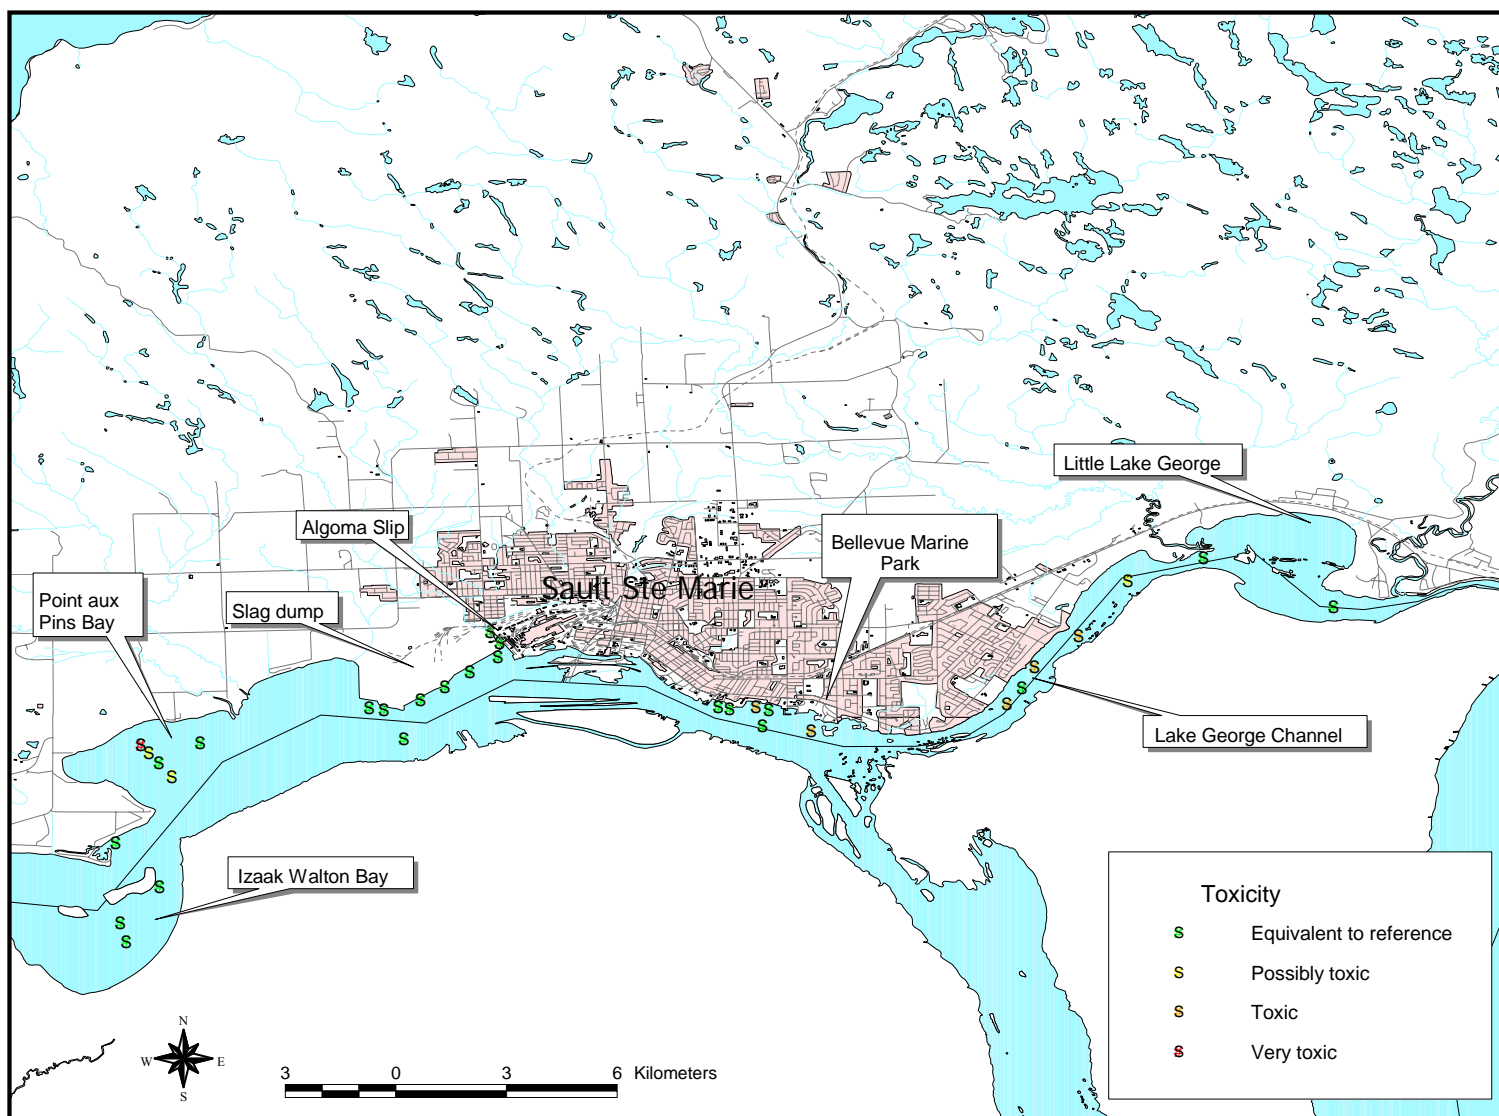 Little Lake George
Algoma Slip
Bellevue Marine
Park
Sault Ste Marie
Point aux
Pins Bay
Slag dump
Lake George Channel
Izaak Walton Bay
Toxicity
S Equivalent to reference
S Possibly toxic
S Toxic
S Very toxic
N
W E
S
3 0 3 6 Kilometers